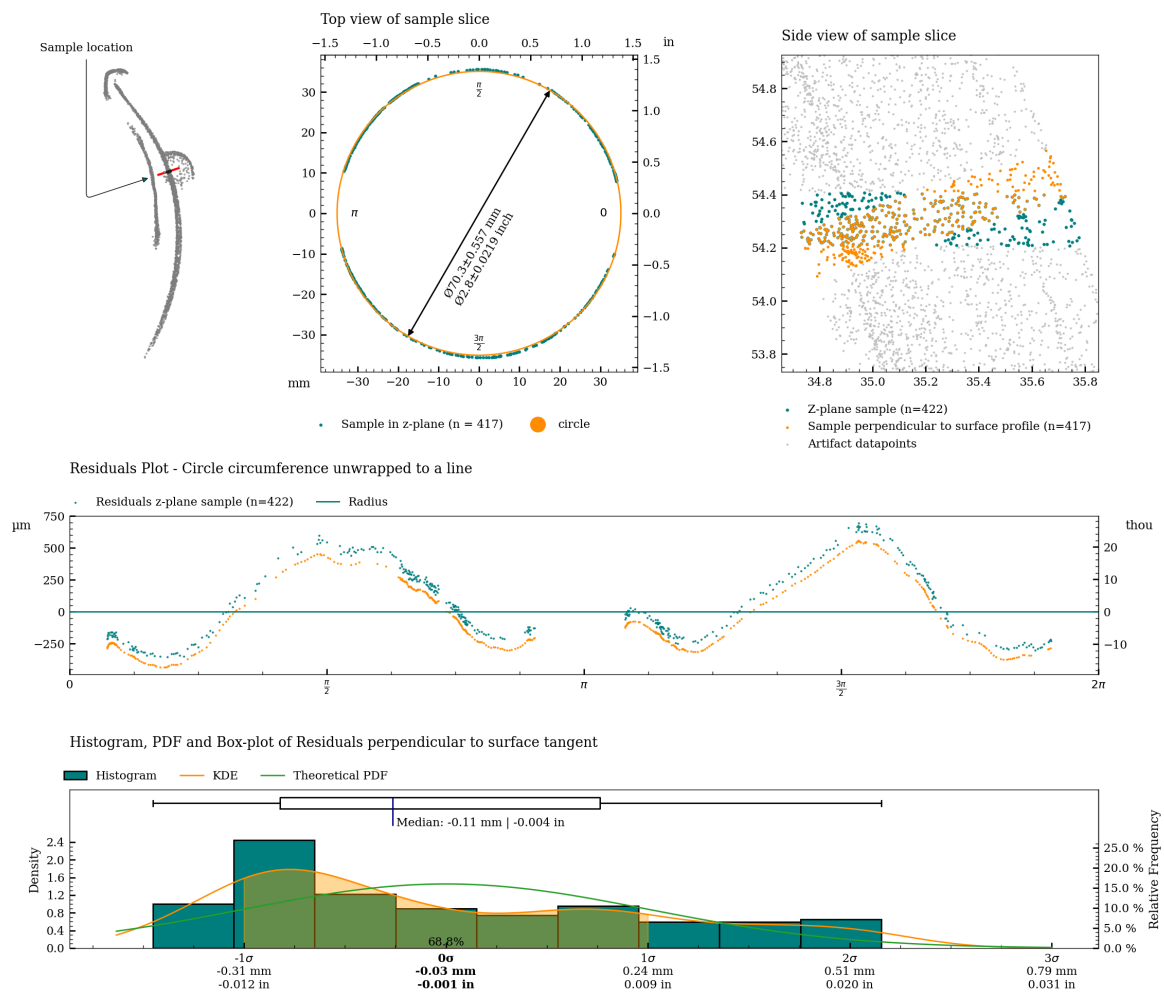 Sample location
Top view of sample slice
−1.5 −1.0 −0.5 0.0 0.5 1.0 1.5 in
30
20
10
0
−10
−20
−30
mm
−30 −20 −10 0 10 20 30
1.5
1.0
0.5
0.0
−0.5
−1.0
−1.5
π/2
π
0
3π/2
Ø70.3±0.557 mm
Ø2.8±0.0219 inch
Sample in z-plane (n = 417) circle
Side view of sample slice
54.8
54.6
54.4
54.2
54.0
53.8
34.8 35.0 35.2 35.4 35.6 35.8
Z-plane sample (n=422)
Sample perpendicular to surface profile (n=417)
Artifact datapoints
Residuals Plot - Circle circumference unwrapped to a line
Residuals z-plane sample (n=422) Radius
µm
750
500
250
0
−250
thou
20
10
0
−10
0 π/2 π 3π/2 2π
Histogram, PDF and Box-plot of Residuals perpendicular to surface tangent
Histogram KDE Theoretical PDF
Median: -0.11 mm | -0.004 in
Density
2.4
2.0
1.6
1.2
0.8
0.4
0.0
Relative Frequency
25.0 %
20.0 %
15.0 %
10.0 %
5.0 %
0.0 %
68.8%
-1σ 0σ 1σ 2σ 3σ
-0.31 mm -0.03 mm 0.24 mm 0.51 mm 0.79 mm
-0.012 in -0.001 in 0.009 in 0.020 in 0.031 in